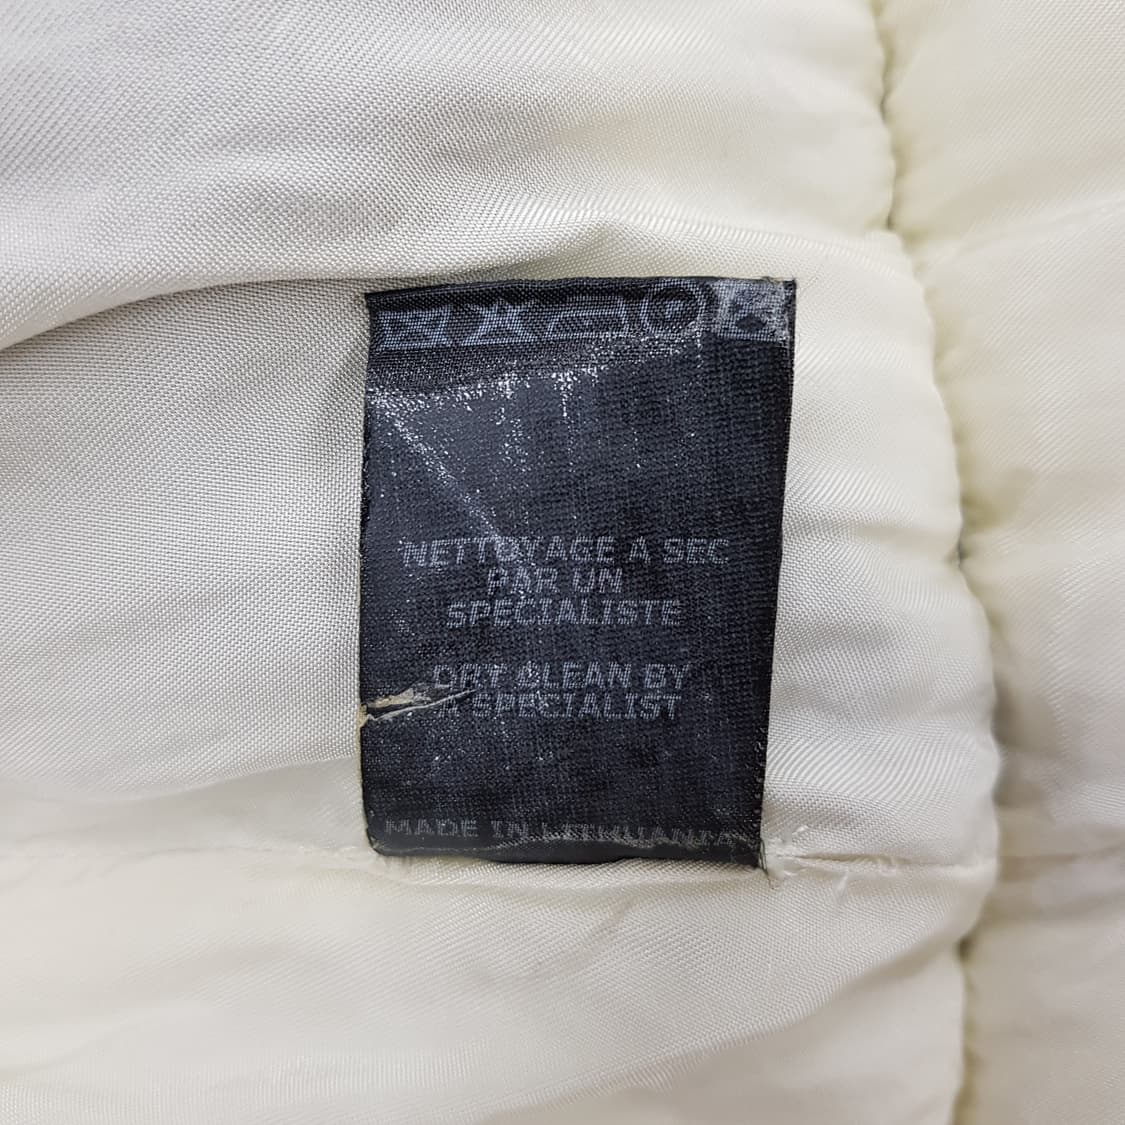 NETTOYAGE A SEC
PAR UN
SPECIALISTE
DRY CLEAN BY
A SPECIALIST
MADE IN LITHUANIA